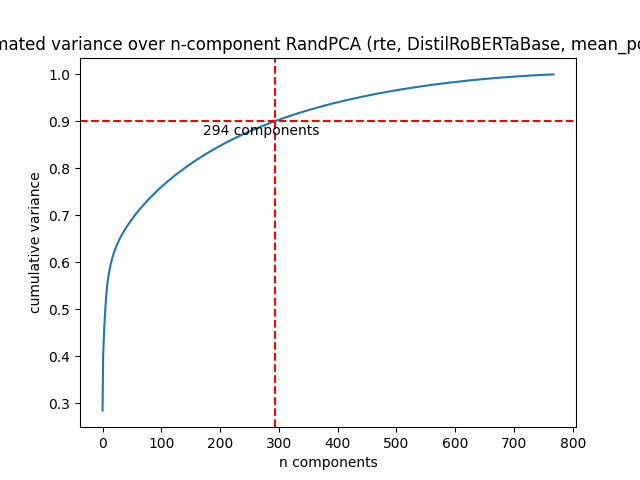 mated variance over n-component RandPCA (rte, DistilRoBERTaBase, mean_po
1.0
0.9
294 components
0.8
0.7
0.6
0.5
0.4
0.3
cumulative variance
0 100 200 300 400 500 600 700 800
n components